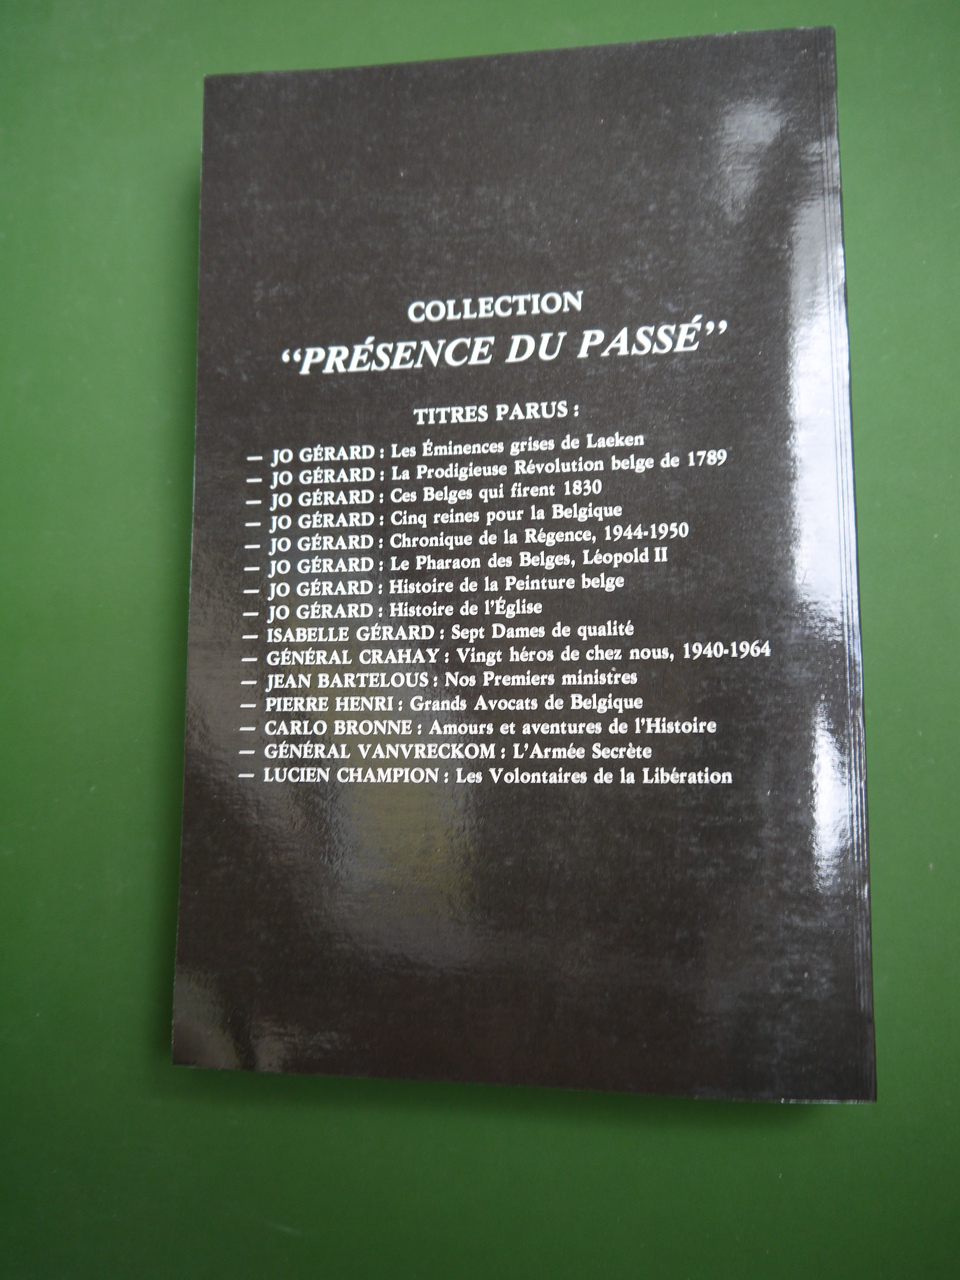 COLLECTION
“PRÉSENCE DU PASSÉ”
TITRES PARUS :
— JO GÉRARD : Les Éminences grises de Laeken
— JO GÉRARD : La Prodigieuse Révolution belge de 1789
— JO GÉRARD : Ces Belges qui firent 1830
— JO GÉRARD : Cinq reines pour la Belgique
— JO GÉRARD : Chronique de la Régence, 1944-1950
— JO GÉRARD : Le Pharaon des Belges, Léopold II
— JO GÉRARD : Histoire de la Peinture belge
— JO GÉRARD : Histoire de l’Église
— ISABELLE GÉRARD : Sept Dames de qualité
— GÉNÉRAL CRAHAY : Vingt héros de chez nous, 1940-1964
— JEAN BARTELOUS : Nos Premiers ministres
— PIERRE HENRI : Grands Avocats de Belgique
— CARLO BRONNE : Amours et aventures de l’Histoire
— GÉNÉRAL VANVRECKOM : L’Armée Secrète
— LUCIEN CHAMPION : Les Volontaires de la Libération